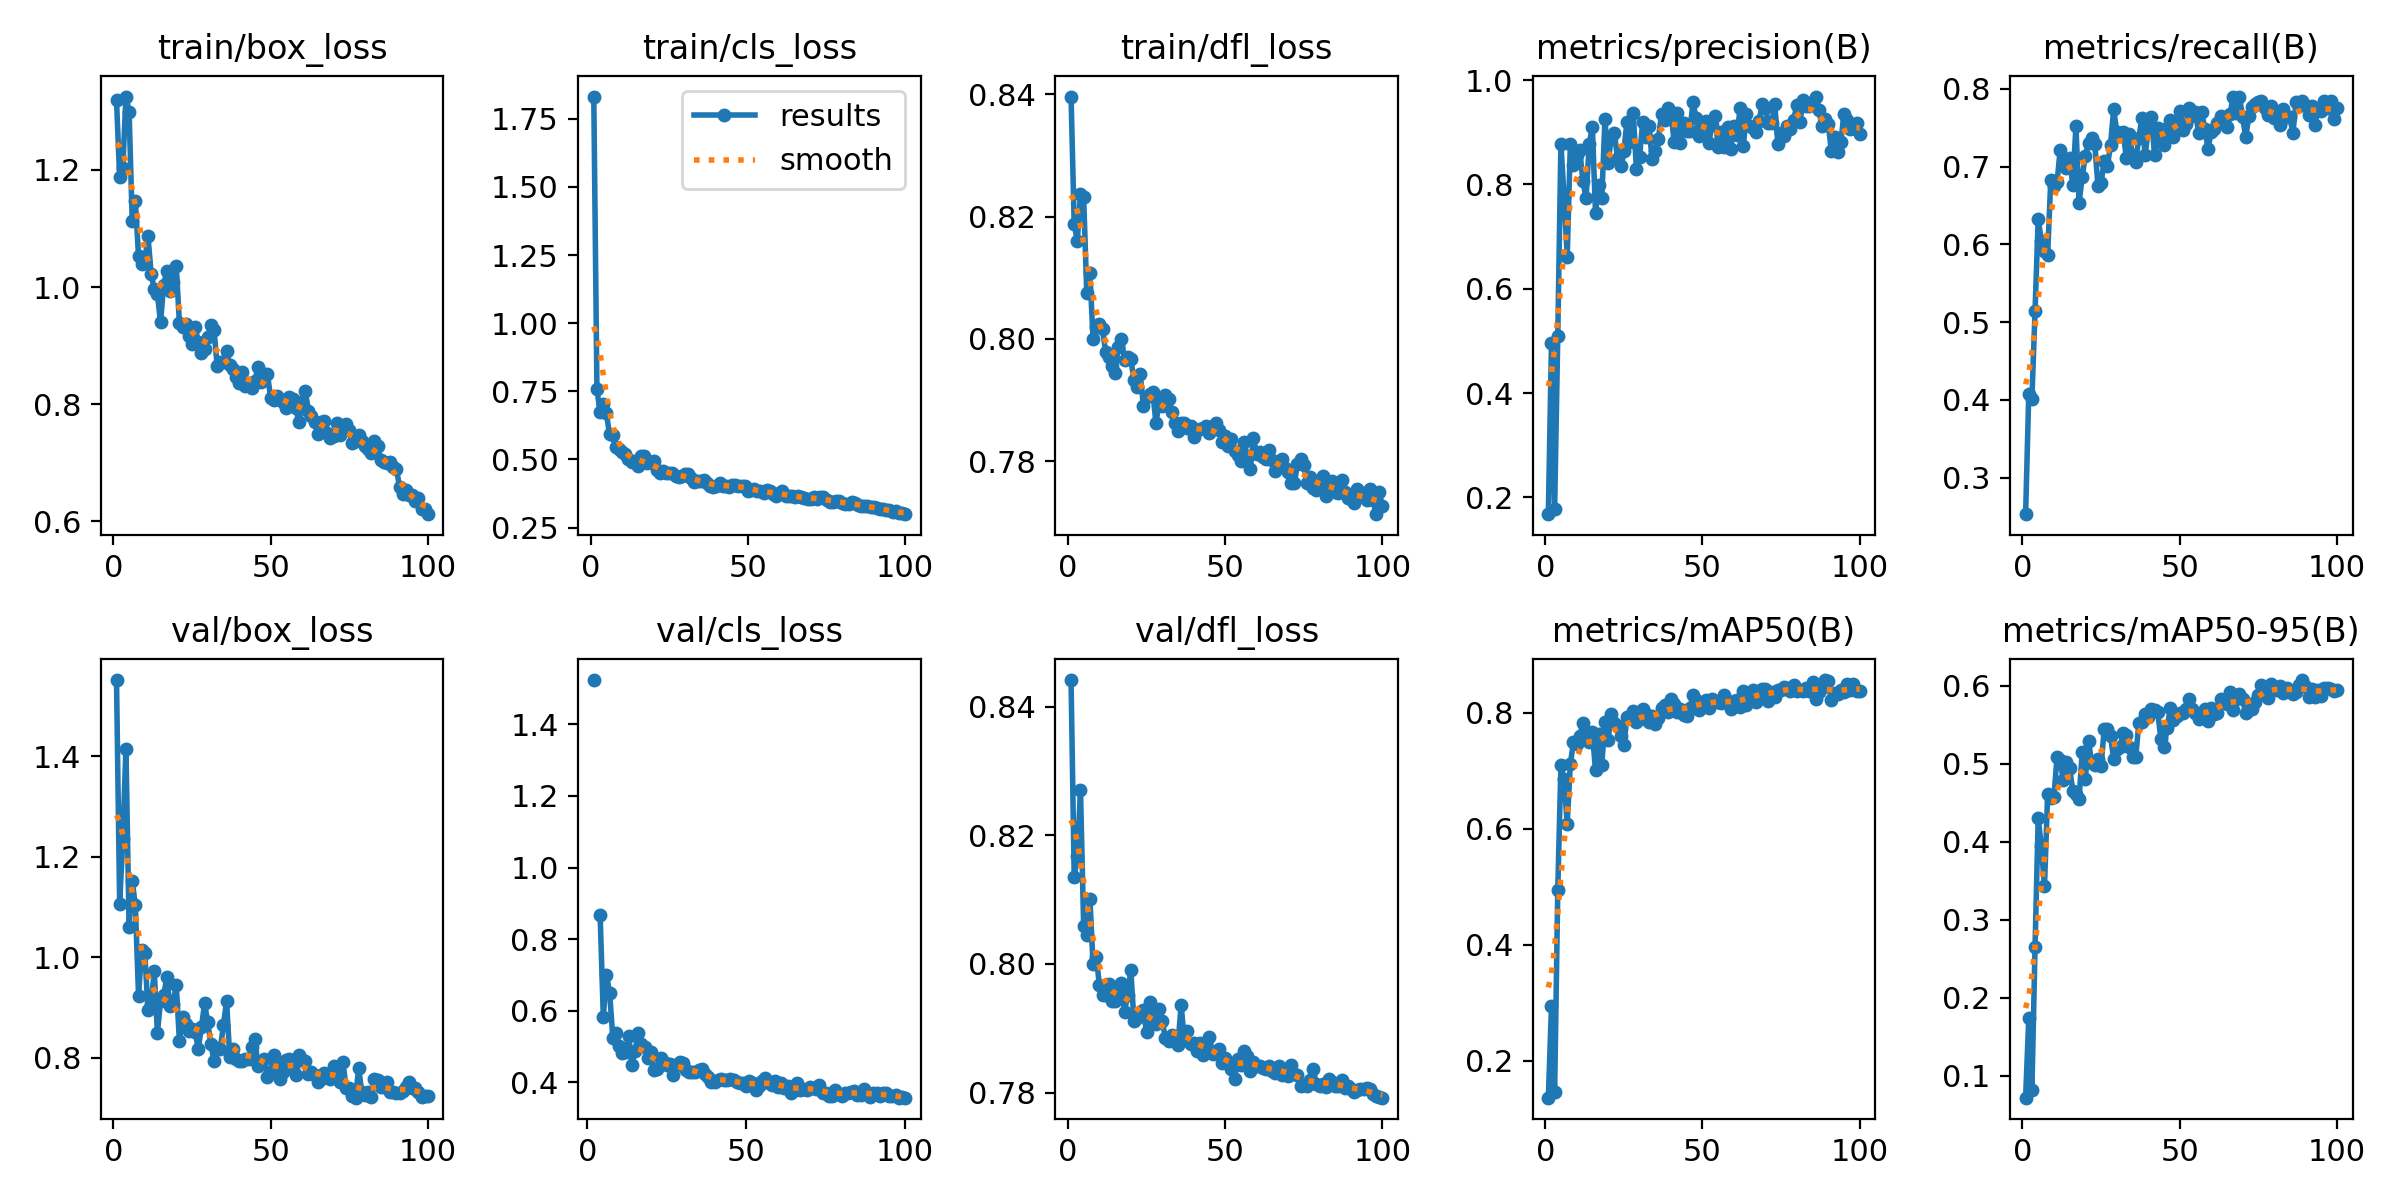 train/box_loss
1.2
1.0
0.8
0.6
0 50 100
train/cls_loss
results
smooth
1.75
1.50
1.25
1.00
0.75
0.50
0.25
0 50 100
train/dfl_loss
0.84
0.82
0.80
0.78
0 50 100
metrics/precision(B)
1.0
0.8
0.6
0.4
0.2
0 50 100
metrics/recall(B)
0.8
0.7
0.6
0.5
0.4
0.3
0 50 100
val/box_loss
1.4
1.2
1.0
0.8
0 50 100
val/cls_loss
1.4
1.2
1.0
0.8
0.6
0.4
0 50 100
val/dfl_loss
0.84
0.82
0.80
0.78
0 50 100
metrics/mAP50(B)
0.8
0.6
0.4
0.2
0 50 100
metrics/mAP50-95(B)
0.6
0.5
0.4
0.3
0.2
0.1
0 50 100